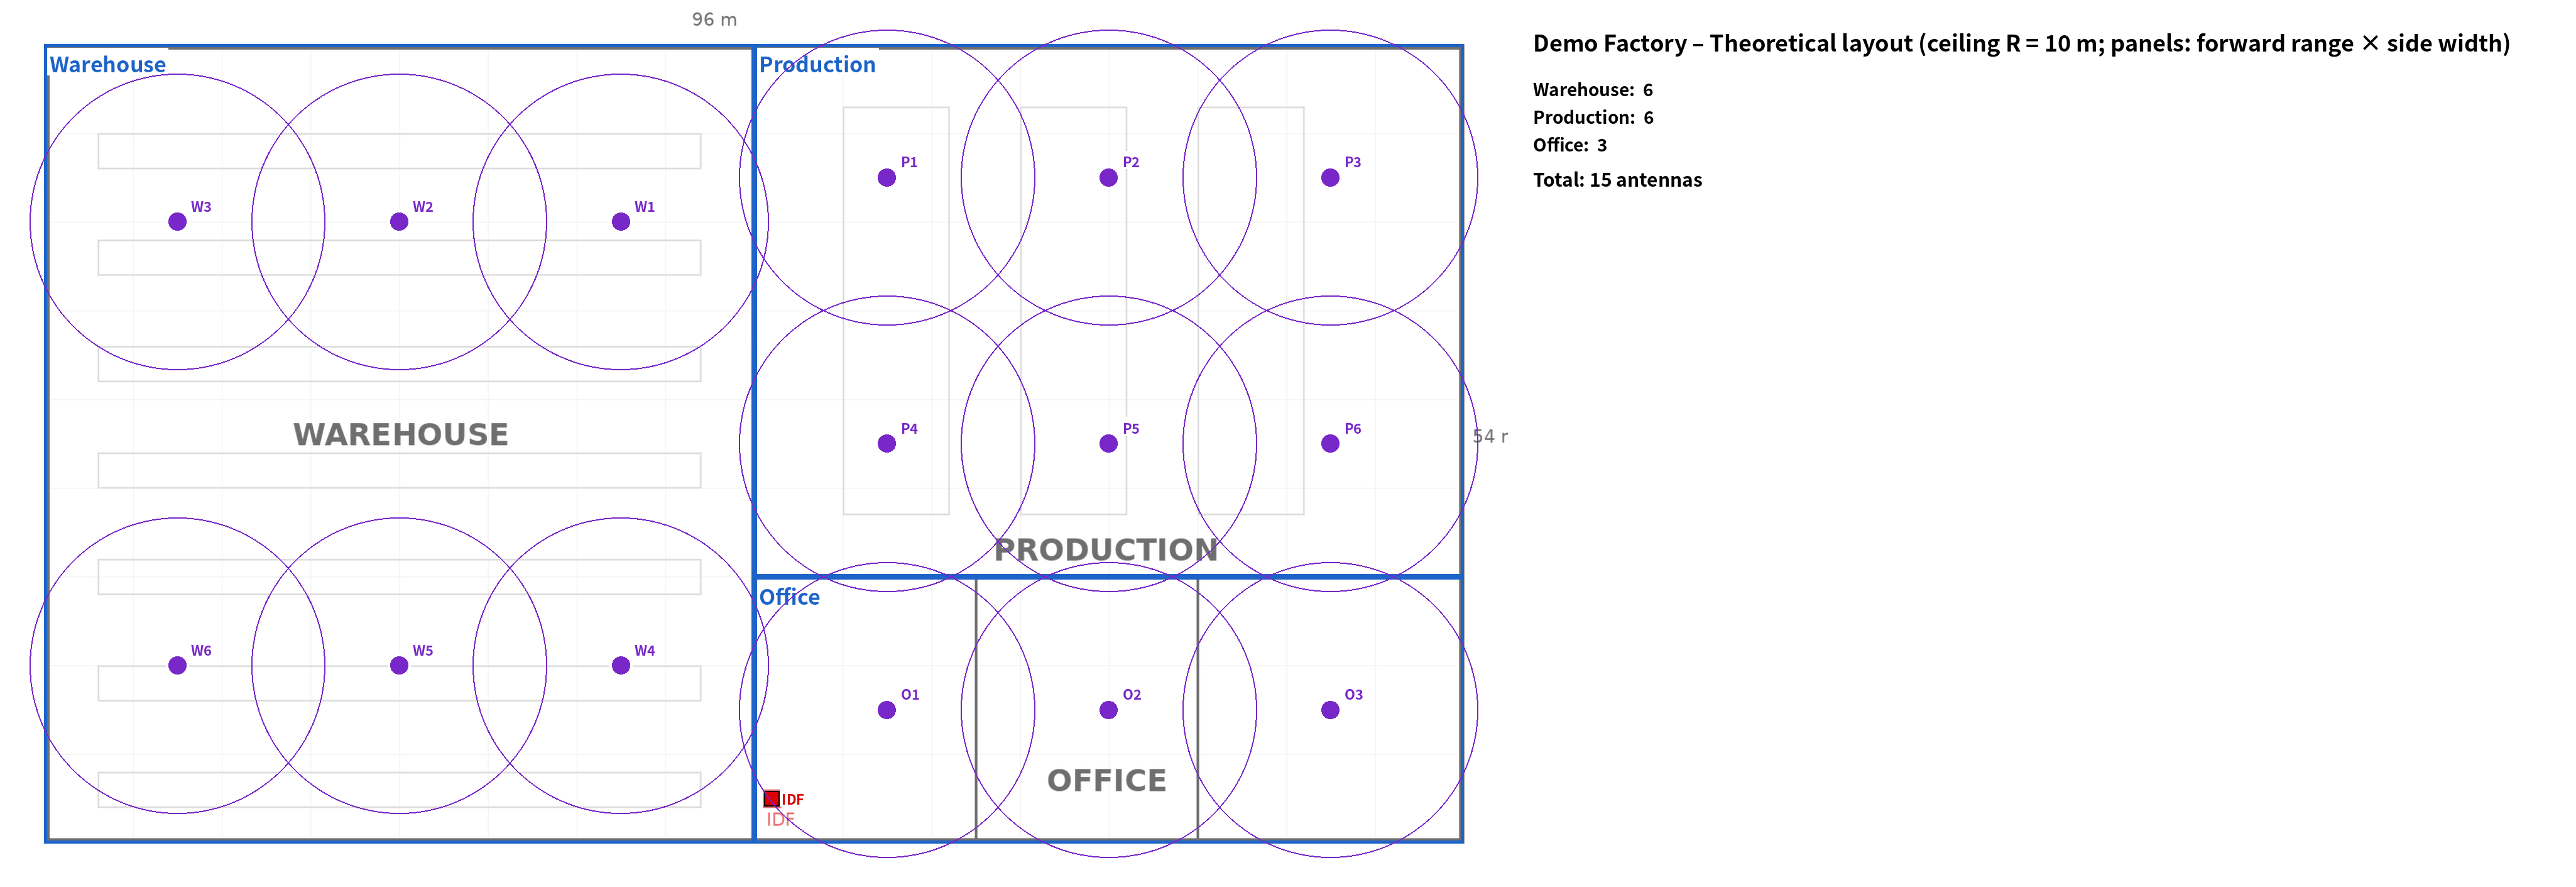 96 m
Demo Factory – Theoretical layout (ceiling R = 10 m; panels: forward range × side width)
Warehouse: 6
Production: 6
Office: 3
Total: 15 antennas
Warehouse
Production
P1
P2
P3
W3
W2
W1
WAREHOUSE
P4
P5
P6
54 r
PRODUCTION
Office
W6
W5
W4
O1
O2
O3
OFFICE
IDF
IDF